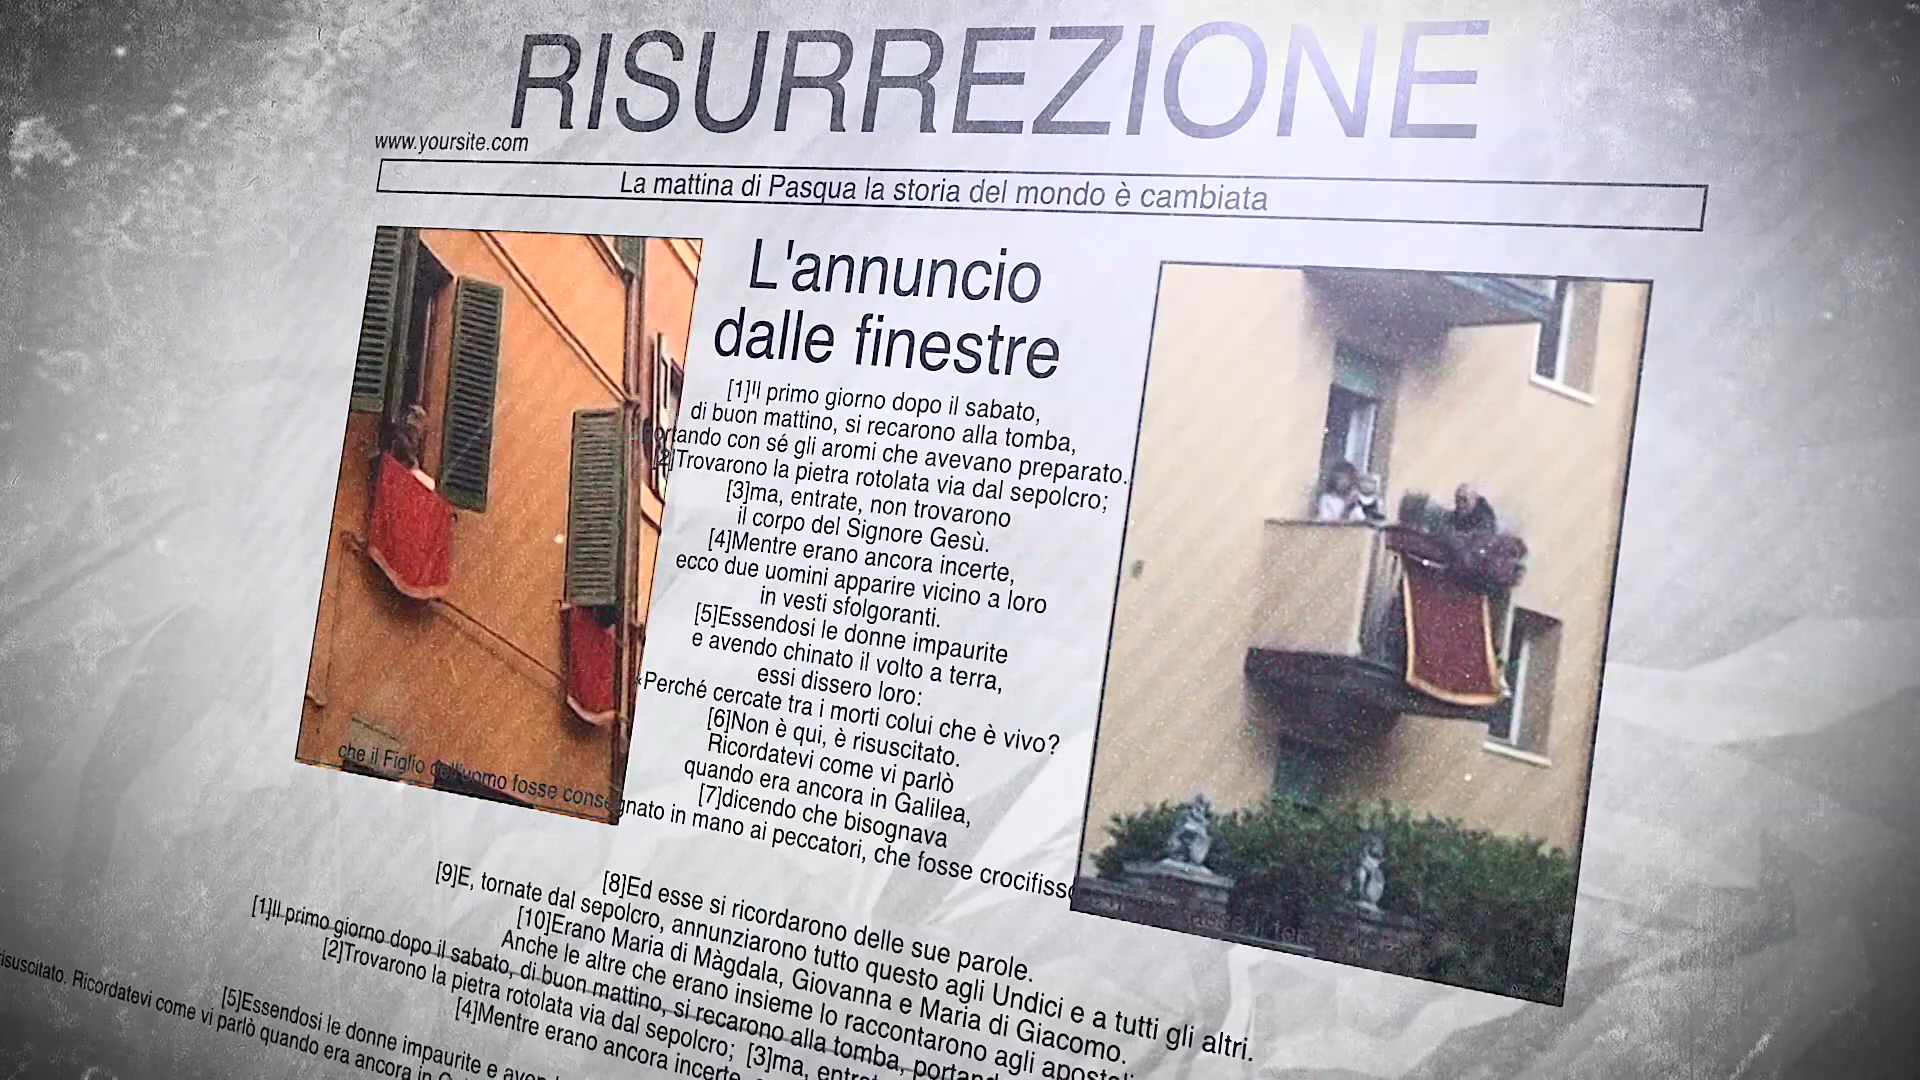 RISURREZIONE
www.yoursite.com
La mattina di Pasqua la storia del mondo è cambiata
L'annuncio
dalle finestre
[1]Il primo giorno dopo il sabato,
di buon mattino, si recarono alla tomba,
portando con sé gli aromi che avevano preparato.
[2]Trovarono la pietra rotolata via dal sepolcro;
[3]ma, entrate, non trovarono
il corpo del Signore Gesù.
[4]Mentre erano ancora incerte,
ecco due uomini apparire vicino a loro
in vesti sfolgoranti.
[5]Essendosi le donne impaurite
e avendo chinato il volto a terra,
essi dissero loro:
«Perché cercate tra i morti colui che è vivo?
[6]Non è qui, è risuscitato.
Ricordatevi come vi parlò
quando era ancora in Galilea,
[7]dicendo che bisognava
che il Figlio dell'uomo fosse consegnato in mano ai peccatori, che fosse crocifisso
[8]Ed esse si ricordarono delle sue parole.
[9]E, tornate dal sepolcro, annunziarono tutto questo agli Undici e a tutti gli altri.
[10]Erano Maria di Màgdala, Giovanna e Maria di Giacomo.
Anche le altre che erano insieme lo raccontarono agli apostoli
[1]Il primo giorno dopo il sabato, di buon mattino, si recarono alla tomba, portand
[2]Trovarono la pietra rotolata via dal sepolcro; [3]ma, entrat
[4]Mentre erano ancora incerte,
[5]Essendosi le donne impaurite e aven
risuscitato. Ricordatevi come vi parlò quando era ancora in